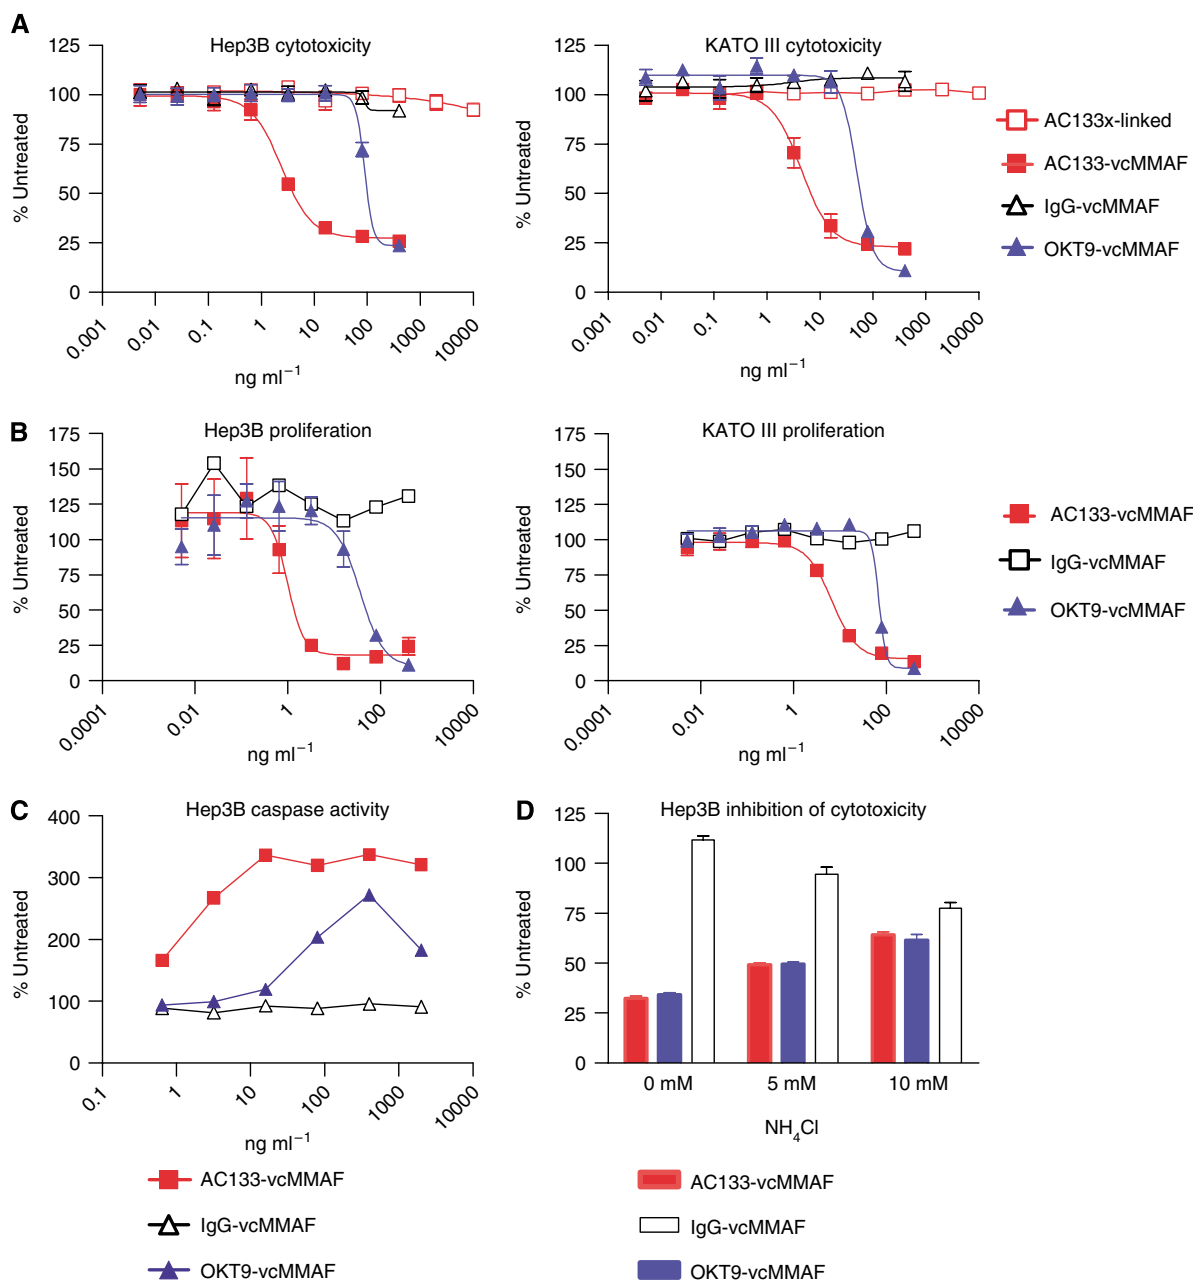 A
Hep3B cytotoxicity
% Untreated
125
100
75
50
25
0
0.001
0.01
0.1
1
10
100
1000
10000
ng ml⁻¹
KATO III cytotoxicity
% Untreated
125
100
75
50
25
0
0.001
0.01
0.1
1
10
100
1000
10000
ng ml⁻¹
AC133x-linked
AC133-vcMMAF
IgG-vcMMAF
OKT9-vcMMAF
B
Hep3B proliferation
% Untreated
175
150
125
100
75
50
25
0
0.0001
0.01
1
100
10000
ng ml⁻¹
KATO III proliferation
% Untreated
175
150
125
100
75
50
25
0
0.0001
0.01
1
100
10000
ng ml⁻¹
AC133-vcMMAF
IgG-vcMMAF
OKT9-vcMMAF
C
Hep3B caspase activity
% Untreated
400
300
200
100
0
0.1
1
10
100
1000
10000
ng ml⁻¹
AC133-vcMMAF
IgG-vcMMAF
OKT9-vcMMAF
D
Hep3B inhibition of cytotoxicity
% Untreated
125
100
75
50
25
0
0 mM
5 mM
10 mM
NH₄Cl
AC133-vcMMAF
IgG-vcMMAF
OKT9-vcMMAF